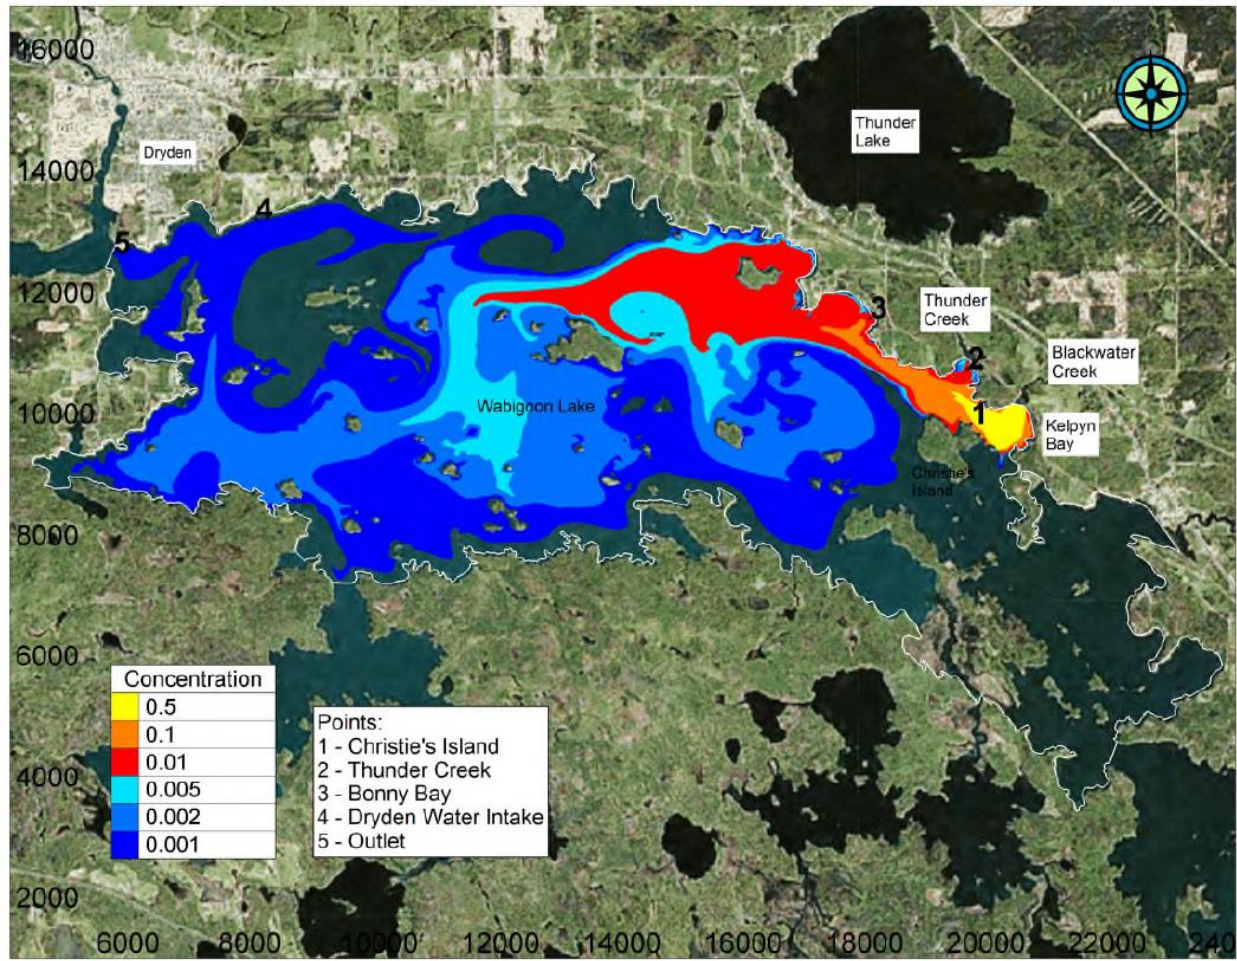 16000
Thunder
Lake
Dryden
14000
4
5
12000
3
Thunder
Creek
2
Blackwater
Creek
10000
Wabigoon Lake
1
Kelpyn
Bay
Christie's
Island
8000
6000
Concentration
0.5
0.1
0.01
0.005
0.002
0.001
Points:
1 - Christie's Island
2 - Thunder Creek
3 - Bonny Bay
4 - Dryden Water Intake
5 - Outlet
4000
2000
6000 8000 10000 12000 14000 16000 18000 20000 22000 240